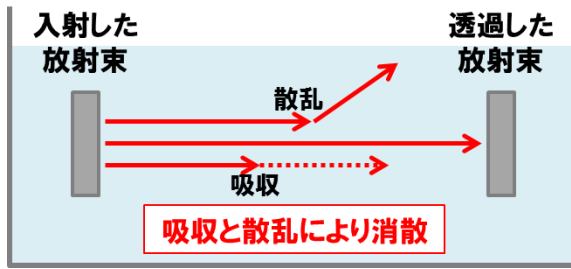 入射した
放射束
透過した
放射束
散乱
吸収
吸収と散乱により消散